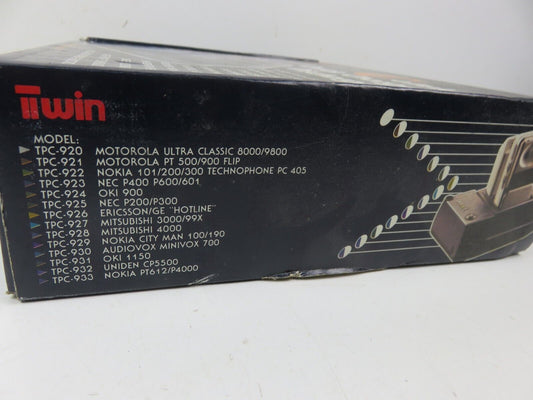 Twin
MODEL:
TPC-920 MOTOROLA ULTRA CLASSIC 8000/9800
TPC-921 MOTOROLA PT 500/900 FLIP
TPC-922 NOKIA 101/200/300 TECHNOPHONE PC 405
TPC-923 NEC P400 P600/601
TPC-924 OKI 900
TPC-925 NEC P200/P300
TPC-926 ERICSSON/GE "HOTLINE"
TPC-927 MITSUBISHI 3000/99X
TPC-928 MITSUBISHI 4000
TPC-929 NOKIA CITY MAN 100/190
TPC-930 AUDIOVOX MINIVOX 700
TPC-931 OKI 1150
TPC-932 UNIDEN CP5500
TPC-933 NOKIA PT612/P4000